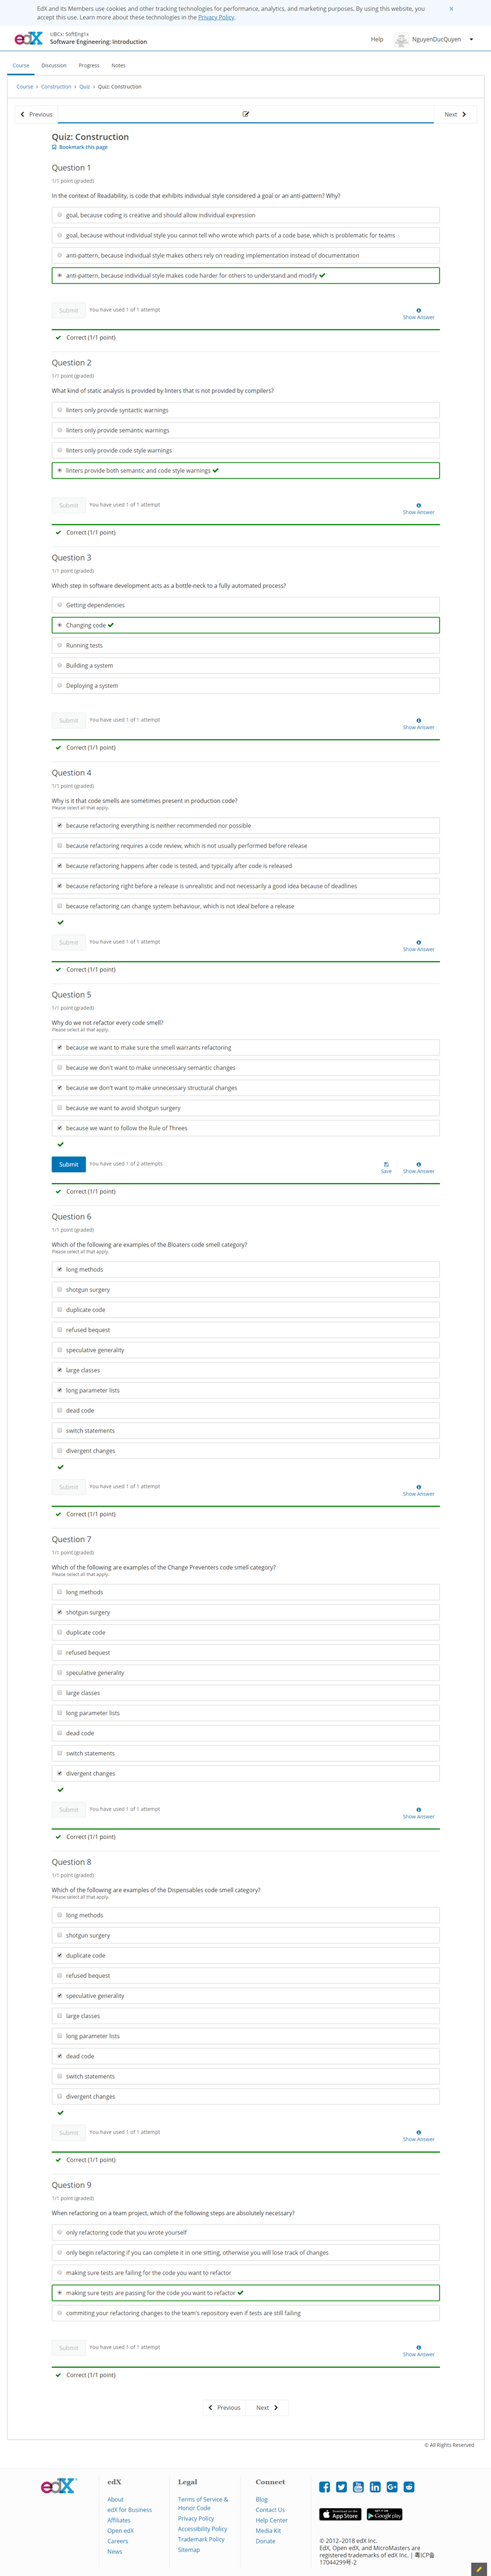 EdX and its Members use cookies and other tracking technologies for performance, analytics, and marketing purposes. By using this website, you
accept this use. Learn more about these technologies in the Privacy Policy.
edX
UBCx: SoftEng1x
Software Engineering: Introduction
Help
NguyenDucQuyen
Course
Discussion
Progress
Notes
Course > Construction > Quiz > Quiz: Construction
Previous
Next
Quiz: Construction
Bookmark this page
Question 1
1/1 point (graded)
In the context of Readability, is code that exhibits individual style considered a goal or an anti-pattern? Why?
goal, because coding is creative and should allow individual expression
goal, because without individual style you cannot tell who wrote which parts of a code base, which is problematic for teams
anti-pattern, because individual style makes others rely on reading implementation instead of documentation
anti-pattern, because individual style makes code harder for others to understand and modify
Submit
You have used 1 of 1 attempt
Show Answer
Correct (1/1 point)
Question 2
1/1 point (graded)
What kind of static analysis is provided by linters that is not provided by compilers?
linters only provide syntactic warnings
linters only provide semantic warnings
linters only provide code style warnings
linters provide both semantic and code style warnings
Submit
You have used 1 of 1 attempt
Show Answer
Correct (1/1 point)
Question 3
1/1 point (graded)
Which step in software development acts as a bottle-neck to a fully automated process?
Getting dependencies
Changing code
Running tests
Building a system
Deploying a system
Submit
You have used 1 of 1 attempt
Show Answer
Correct (1/1 point)
Question 4
1/1 point (graded)
Why is it that code smells are sometimes present in production code?
Please select all that apply.
because refactoring everything is neither recommended nor possible
because refactoring requires a code review, which is not usually performed before release
because refactoring happens after code is tested, and typically after code is released
because refactoring right before a release is unrealistic and not necessarily a good idea because of deadlines
because refactoring can change system behaviour, which is not ideal before a release
Submit
You have used 1 of 1 attempt
Show Answer
Correct (1/1 point)
Question 5
1/1 point (graded)
Why do we not refactor every code smell?
Please select all that apply.
because we want to make sure the smell warrants refactoring
because we don't want to make unnecessary semantic changes
because we don't want to make unnecessary structural changes
because we want to avoid shotgun surgery
because we want to follow the Rule of Threes
Submit
You have used 1 of 2 attempts
Save
Show Answer
Correct (1/1 point)
Question 6
1/1 point (graded)
Which of the following are examples of the Bloaters code smell category?
Please select all that apply.
long methods
shotgun surgery
duplicate code
refused bequest
speculative generality
large classes
long parameter lists
dead code
switch statements
divergent changes
Submit
You have used 1 of 1 attempt
Show Answer
Correct (1/1 point)
Question 7
1/1 point (graded)
Which of the following are examples of the Change Preventers code smell category?
Please select all that apply.
long methods
shotgun surgery
duplicate code
refused bequest
speculative generality
large classes
long parameter lists
dead code
switch statements
divergent changes
Submit
You have used 1 of 1 attempt
Show Answer
Correct (1/1 point)
Question 8
1/1 point (graded)
Which of the following are examples of the Dispensables code smell category?
Please select all that apply.
long methods
shotgun surgery
duplicate code
refused bequest
speculative generality
large classes
long parameter lists
dead code
switch statements
divergent changes
Submit
You have used 1 of 1 attempt
Show Answer
Correct (1/1 point)
Question 9
1/1 point (graded)
When refactoring on a team project, which of the following steps are absolutely necessary?
only refactoring code that you wrote yourself
only begin refactoring if you can complete it in one sitting, otherwise you will lose track of changes
making sure tests are failing for the code you want to refactor
making sure tests are passing for the code you want to refactor
commiting your refactoring changes to the team's repository even if tests are still failing
Submit
You have used 1 of 1 attempt
Show Answer
Correct (1/1 point)
Previous
Next
© All Rights Reserved
edX
edX
About
edX for Business
Affiliates
Open edX
Careers
News
Legal
Terms of Service &
Honor Code
Privacy Policy
Accessibility Policy
Trademark Policy
Sitemap
Connect
Blog
Contact Us
Help Center
Media Kit
Donate
App Store
Google Play
© 2012–2018 edX Inc.
EdX, Open edX, and MicroMasters are
registered trademarks of edX Inc. | 粤ICP备
17044299号-2